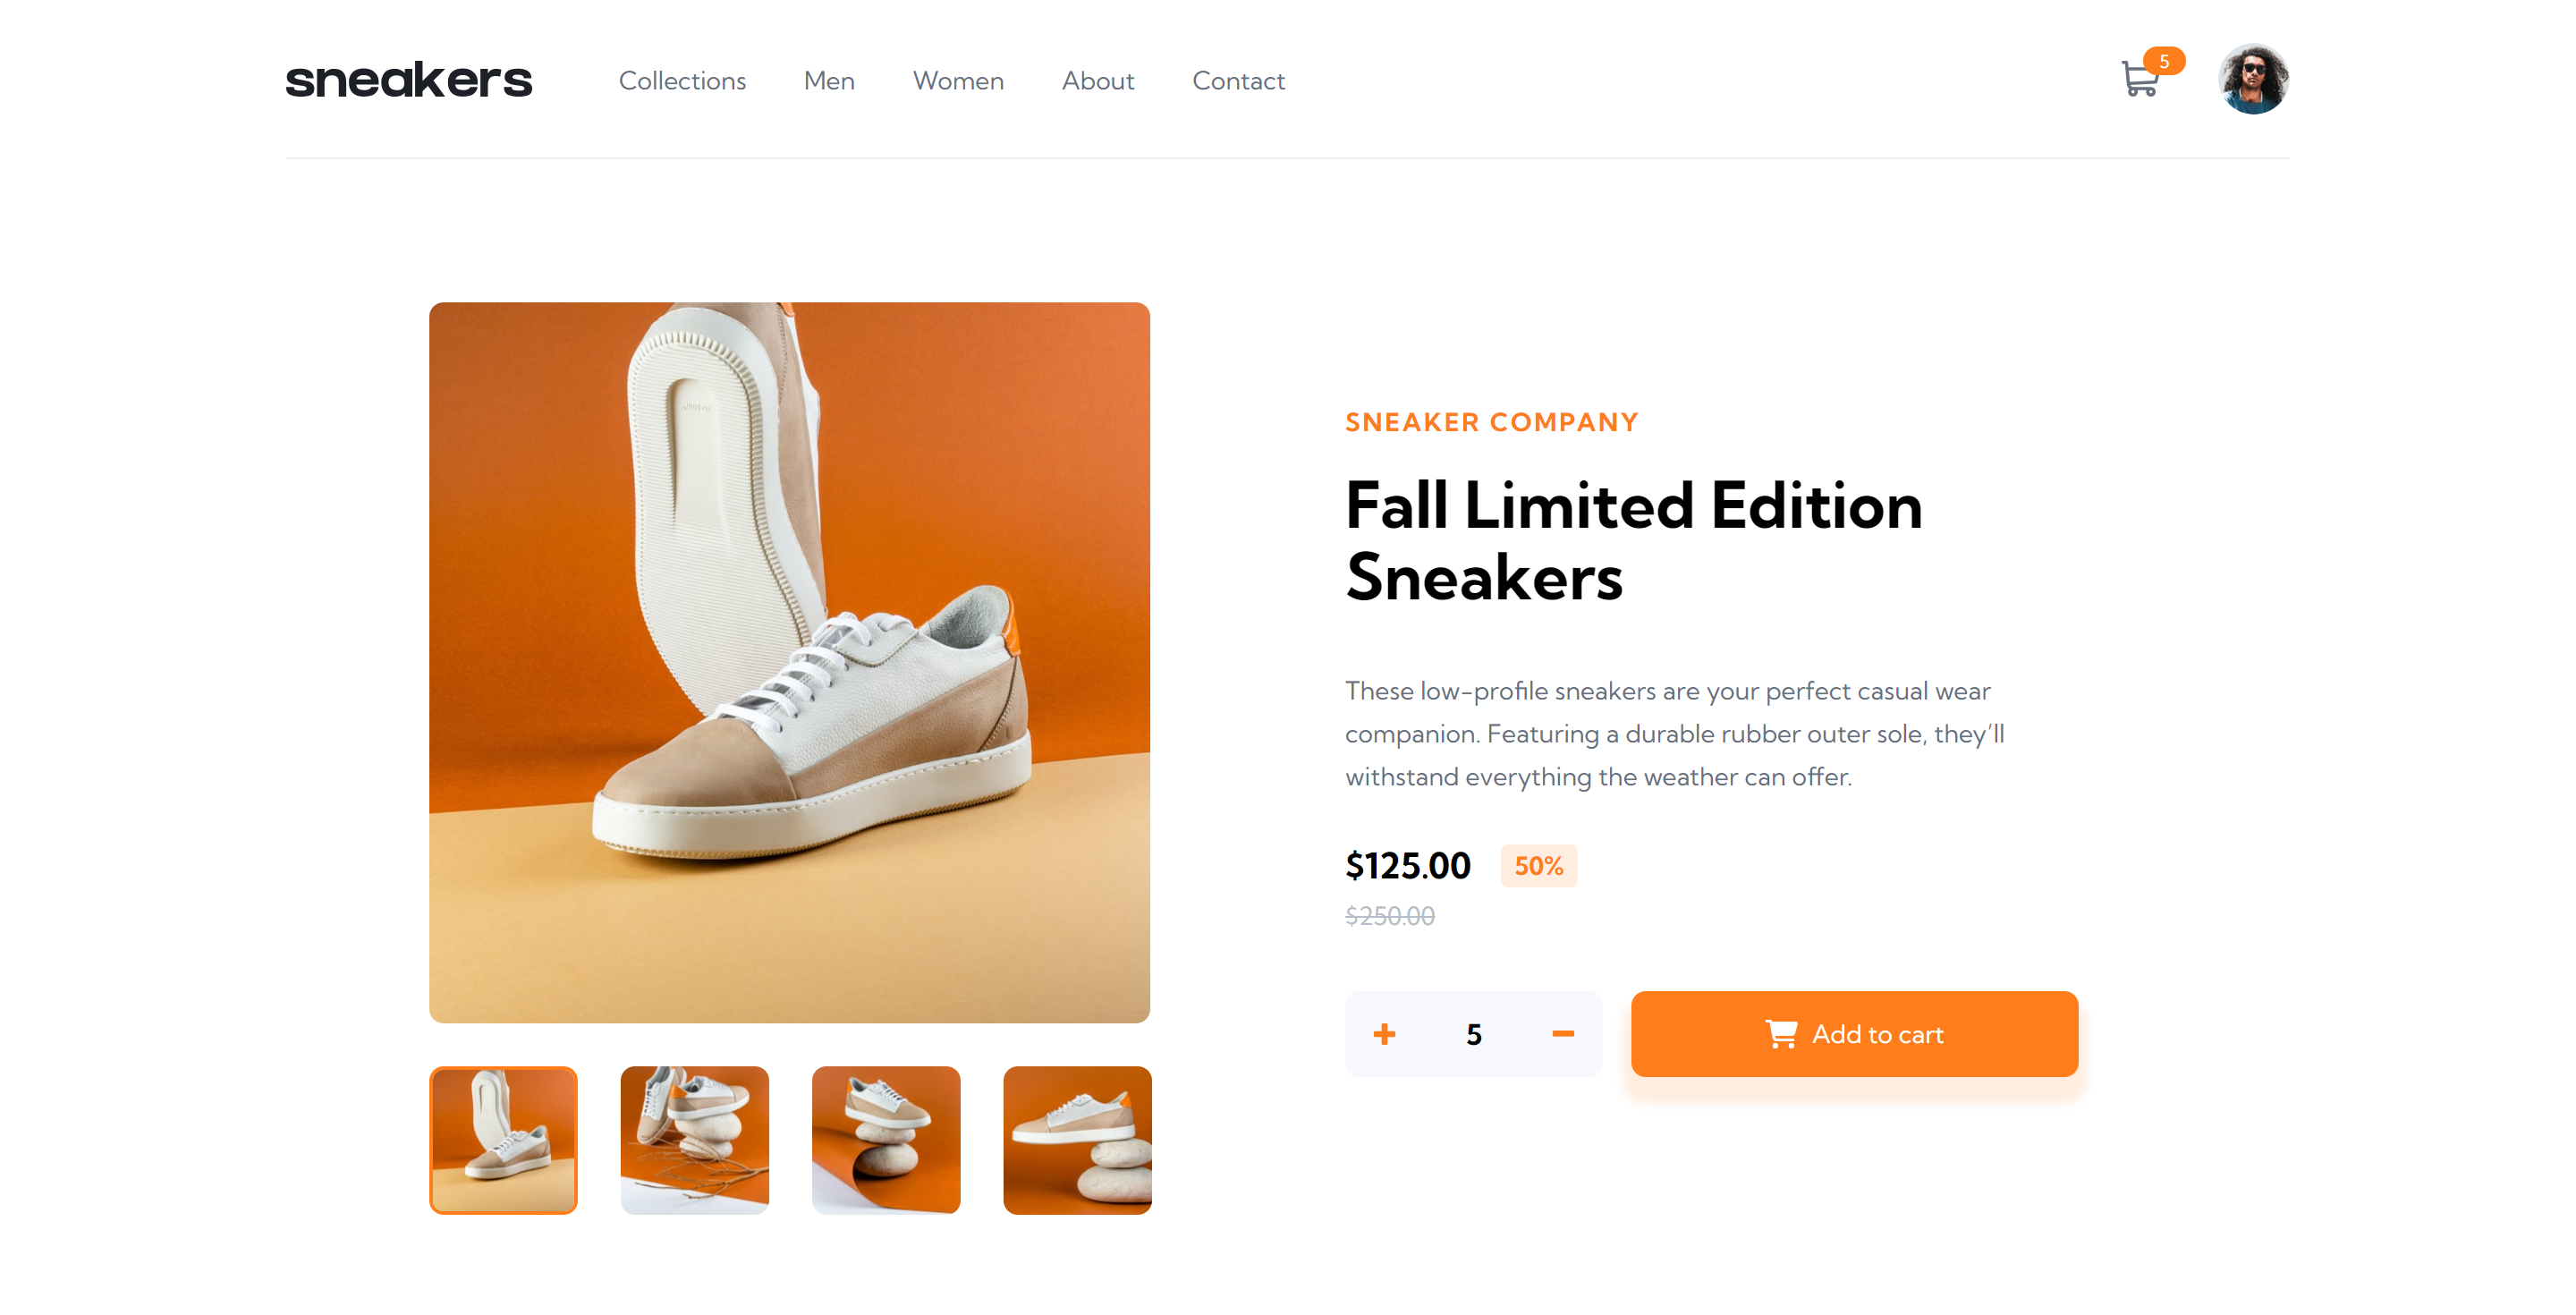 sneakers
Collections Men Women About Contact
5
SNEAKER COMPANY
Fall Limited Edition
Sneakers
These low-profile sneakers are your perfect casual wear
companion. Featuring a durable rubber outer sole, they’ll
withstand everything the weather can offer.
$125.00 50%
$250.00
+ 5 −
Add to cart